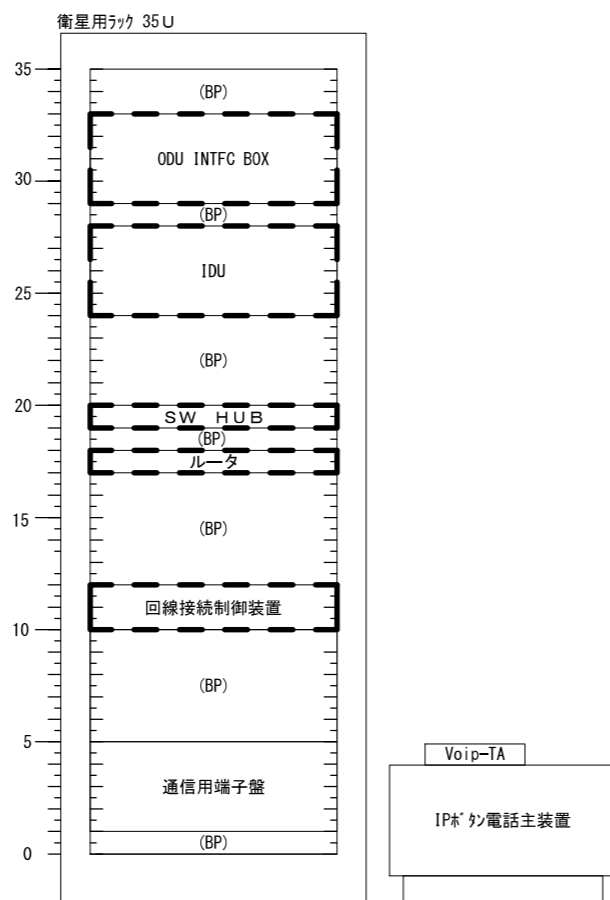 衛星用ﾗｯｸ 35U
35
(BP)
ODU INTFC BOX
30
(BP)
IDU
25
(BP)
20
SW HUB
(BP)
ルータ
15
(BP)
回線接続制御装置
10
(BP)
5
Voip-TA
通信用端子盤
IPﾎﾞﾀﾝ電話主装置
(BP)
0